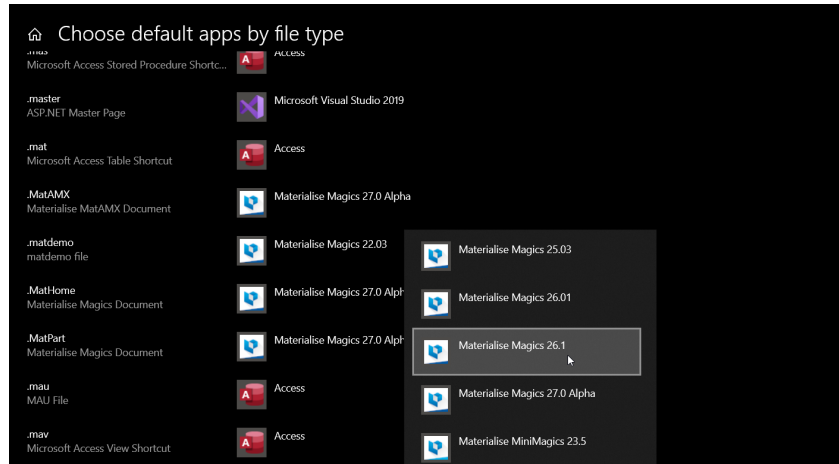 Choose default apps by file type
.mas
Access
Microsoft Access Stored Procedure Shortc...
.master
Microsoft Visual Studio 2019
ASP.NET Master Page
.mat
Access
Microsoft Access Table Shortcut
.MatAMX
Materialise Magics 27.0 Alpha
Materialise MatAMX Document
.matdemo
Materialise Magics 22.03
matdemo file
.MatHome
Materialise Magics 27.0 Alph
Materialise Magics Document
.MatPart
Materialise Magics 27.0 Alph
Materialise Magics Document
.mau
Access
MAU File
.mav
Access
Microsoft Access View Shortcut
Materialise Magics 25.03
Materialise Magics 26.01
Materialise Magics 26.1
Materialise Magics 27.0 Alpha
Materialise MiniMagics 23.5